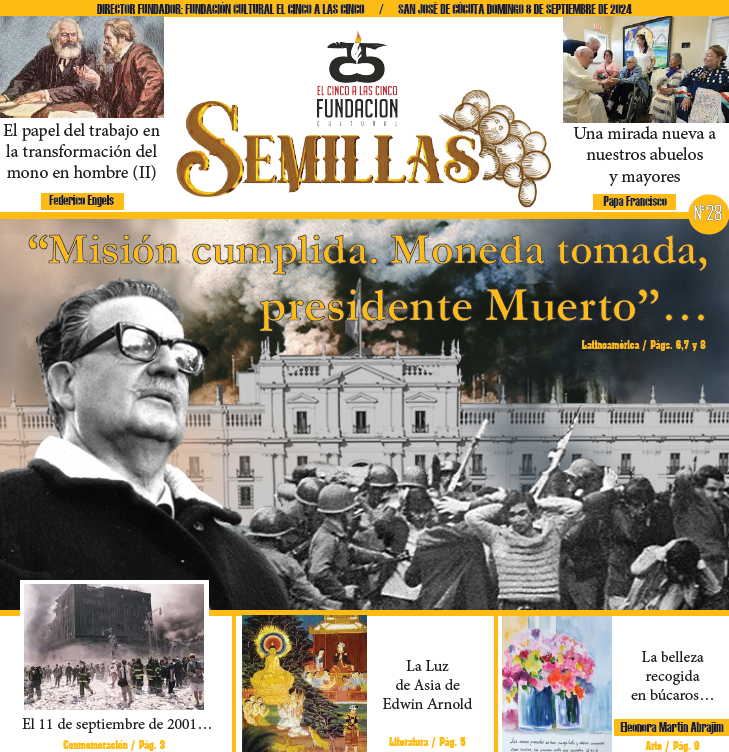 DIRECTOR FUNDADOR: FUNDACIÓN CULTURAL EL CINCO A LAS CINCO / SAN JOSÉ DE CÚCUTA DOMINGO 8 DE SEPTIEMBRE DE 2024
EL CINCO A LAS CINCO
FUNDACION
CULTURAL
SEMILLAS
El papel del trabajo en
la transformación del
mono en hombre (II)
Federico Engels
Una mirada nueva a
nuestros abuelos
y mayores
Papa Francisco
N°28
“Misión cumplida. Moneda tomada,
presidente Muerto”…
Latinoamérica / Págs. 6,7 y 8
El 11 de septiembre de 2001…
Conmemoración / Pág. 3
La Luz
de Asia de
Edwin Arnold
Literatura / Pág. 5
La belleza
recogida
en búcaros…
Eleonora Martin Abrajim
Arte / Pág. 9